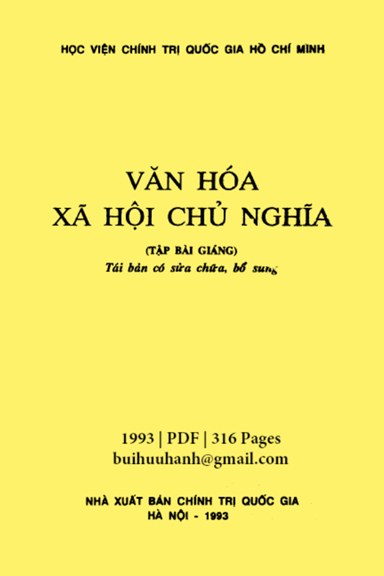 HỌC VIỆN CHÍNH TRỊ QUỐC GIA HỒ CHÍ MINH
VĂN HÓA
XÃ HỘI CHỦ NGHĨA
(TẬP BÀI GIẢNG)
Tái bản có sửa chữa, bổ sung
1993 | PDF | 316 Pages
buihuuhanh@gmail.com
NHÀ XUẤT BẢN CHÍNH TRỊ QUỐC GIA
HÀ NỘI - 1993